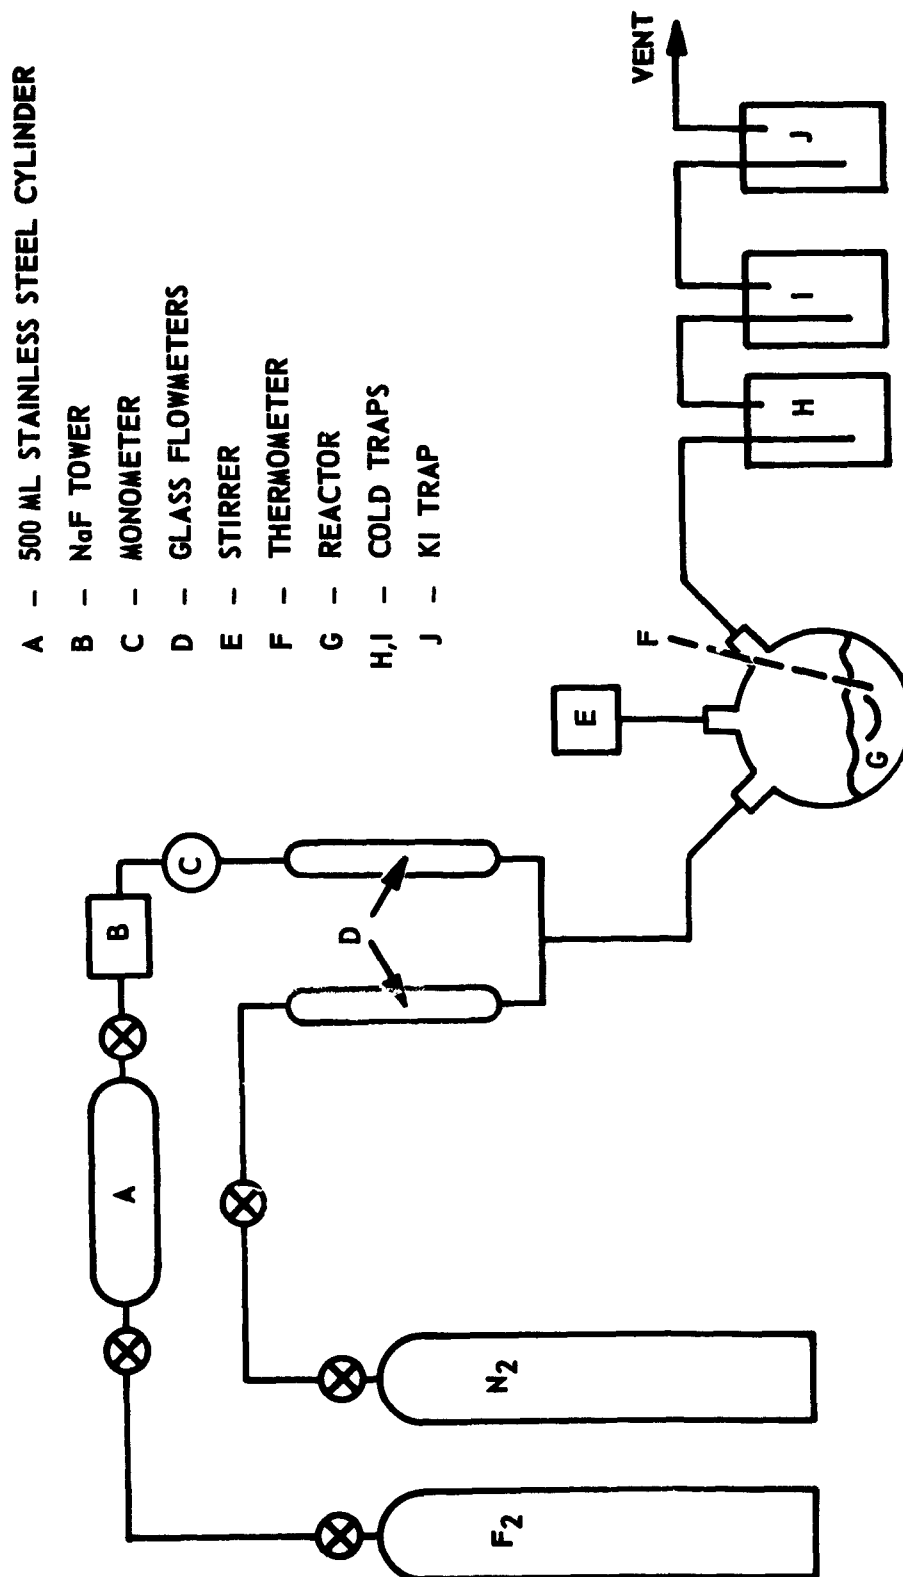 A – 500 ML STAINLESS STEEL CYLINDER
B – NaF TOWER
C – MONOMETER
D – GLASS FLOWMETERS
E – STIRRER
F – THERMOMETER
G – REACTOR
H,I – COLD TRAPS
J – KI TRAP
A
B
C
D
E
F
G
H
I
J
VENT
F2
N2